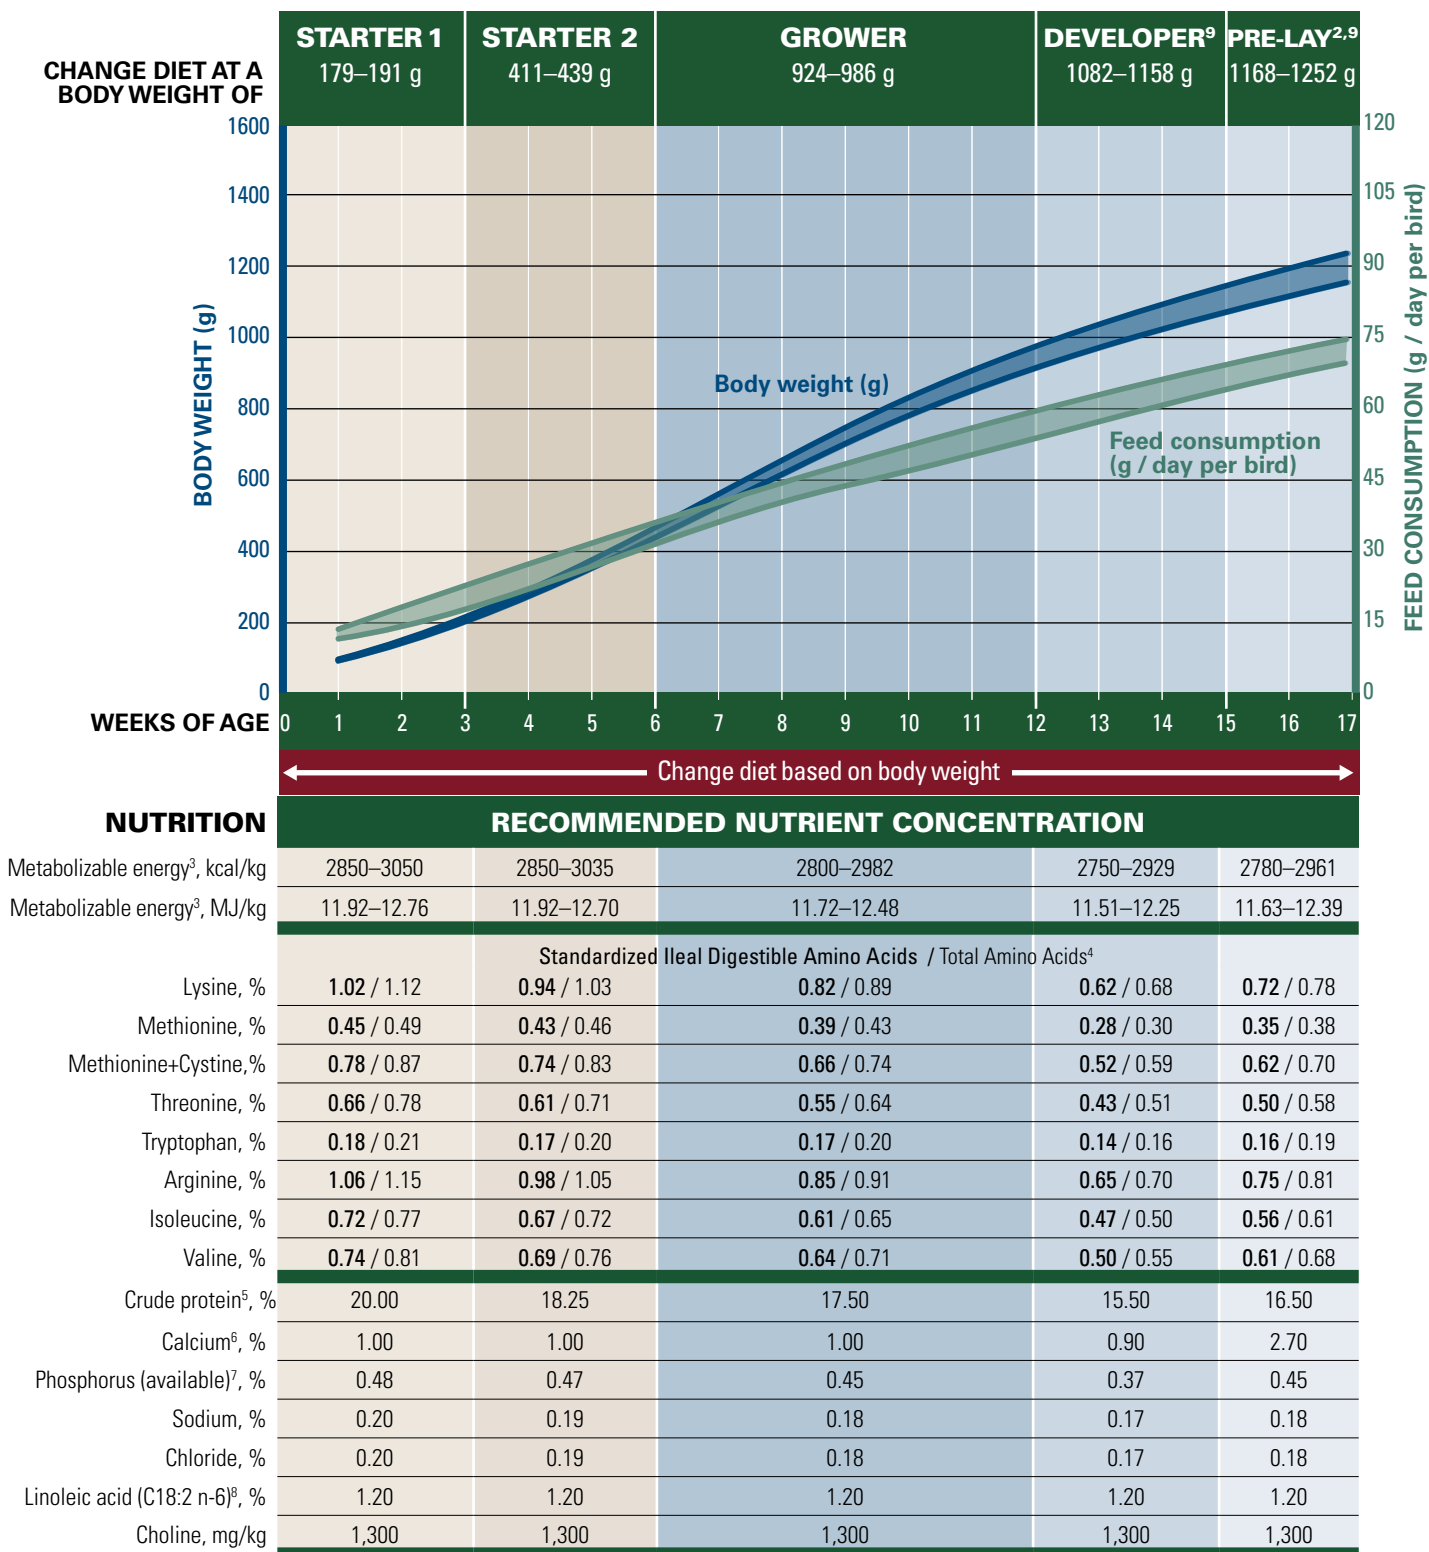 STARTER 1 STARTER 2 GROWER DEVELOPER⁹ PRE-LAY²,⁹
CHANGE DIET AT A BODY WEIGHT OF 179–191 g 411–439 g 924–986 g 1082–1158 g 1168–1252 g
1600 120
1400 105
1200 90
1000 75
800 60
600 45
400 30
200 15
0 0
BODY WEIGHT (g)
FEED CONSUMPTION (g / day per bird)
Body weight (g)
Feed consumption
(g / day per bird)
WEEKS OF AGE 0 1 2 3 4 5 6 7 8 9 10 11 12 13 14 15 16 17
Change diet based on body weight
NUTRITION RECOMMENDED NUTRIENT CONCENTRATION
Metabolizable energy³, kcal/kg 2850–3050 2850–3035 2800–2982 2750–2929 2780–2961
Metabolizable energy³, MJ/kg 11.92–12.76 11.92–12.70 11.72–12.48 11.51–12.25 11.63–12.39
Standardized Ileal Digestible Amino Acids / Total Amino Acids⁴
Lysine, % 1.02 / 1.12 0.94 / 1.03 0.82 / 0.89 0.62 / 0.68 0.72 / 0.78
Methionine, % 0.45 / 0.49 0.43 / 0.46 0.39 / 0.43 0.28 / 0.30 0.35 / 0.38
Methionine+Cystine,% 0.78 / 0.87 0.74 / 0.83 0.66 / 0.74 0.52 / 0.59 0.62 / 0.70
Threonine, % 0.66 / 0.78 0.61 / 0.71 0.55 / 0.64 0.43 / 0.51 0.50 / 0.58
Tryptophan, % 0.18 / 0.21 0.17 / 0.20 0.17 / 0.20 0.14 / 0.16 0.16 / 0.19
Arginine, % 1.06 / 1.15 0.98 / 1.05 0.85 / 0.91 0.65 / 0.70 0.75 / 0.81
Isoleucine, % 0.72 / 0.77 0.67 / 0.72 0.61 / 0.65 0.47 / 0.50 0.56 / 0.61
Valine, % 0.74 / 0.81 0.69 / 0.76 0.64 / 0.71 0.50 / 0.55 0.61 / 0.68
Crude protein⁵, % 20.00 18.25 17.50 15.50 16.50
Calcium⁶, % 1.00 1.00 1.00 0.90 2.70
Phosphorus (available)⁷, % 0.48 0.47 0.45 0.37 0.45
Sodium, % 0.20 0.19 0.18 0.17 0.18
Chloride, % 0.20 0.19 0.18 0.17 0.18
Linoleic acid (C18:2 n-6)⁸, % 1.20 1.20 1.20 1.20 1.20
Choline, mg/kg 1,300 1,300 1,300 1,300 1,300